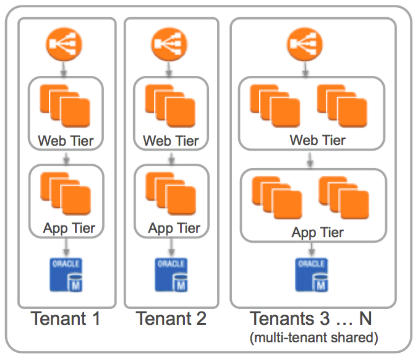 Web Tier
Web Tier
Web Tier
App Tier
App Tier
App Tier
ORACLE
M
ORACLE
M
ORACLE
M
Tenant 1
Tenant 2
Tenants 3 … N
(multi-tenant shared)